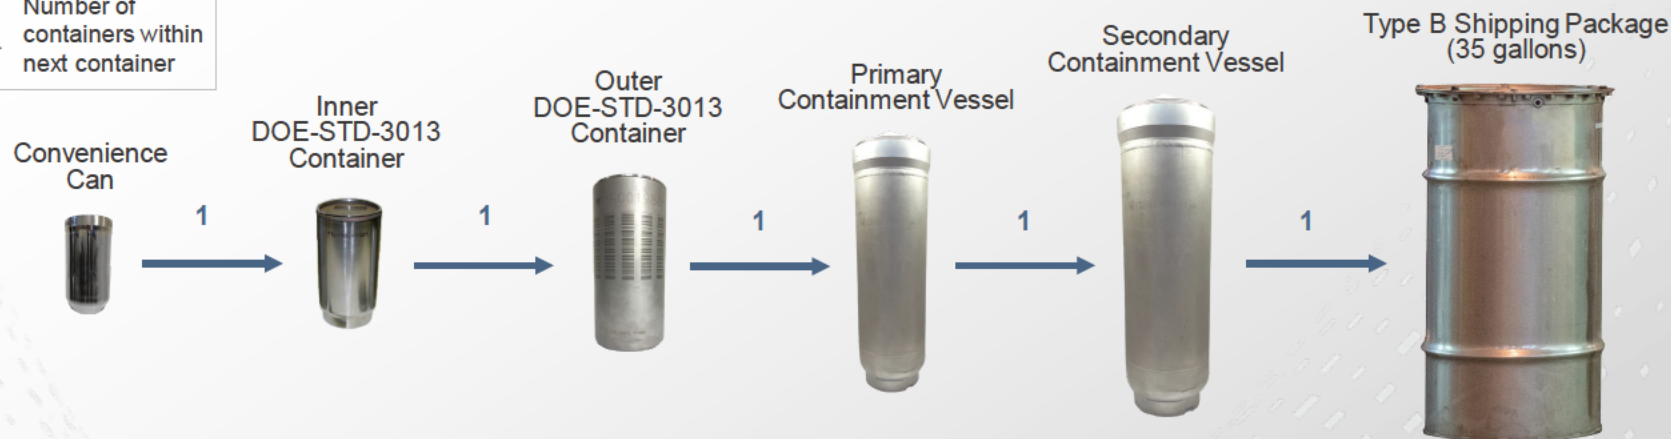 Number of
containers within
next container
Convenience
Can
1
Inner
DOE-STD-3013
Container
1
Outer
DOE-STD-3013
Container
1
Primary
Containment Vessel
1
Secondary
Containment Vessel
1
Type B Shipping Package
(35 gallons)